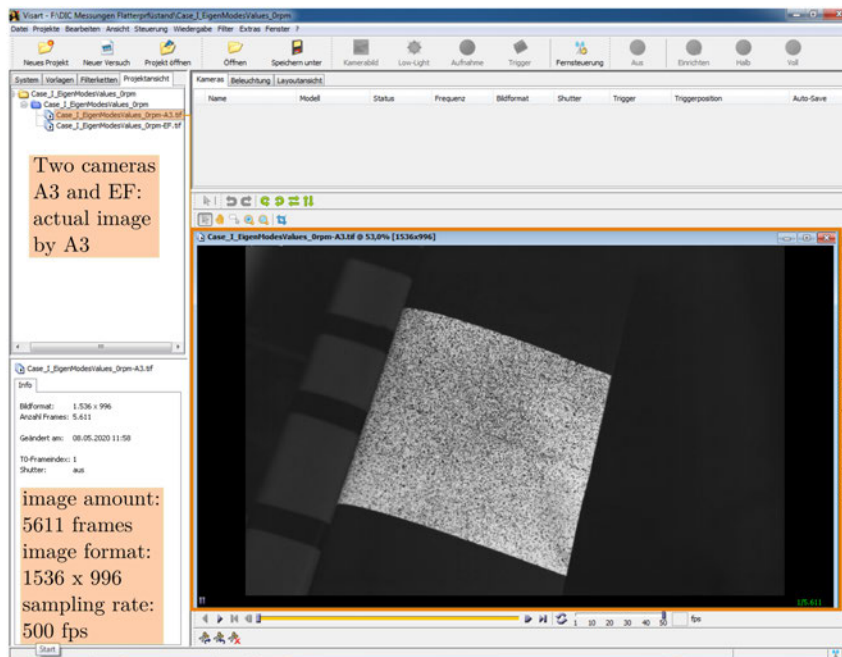 Visart - F:\DIC Messungen Flatterprüfstand\Case_I_EigenModesValues_0rpm
Datei Projekte Bearbeiten Ansicht Steuerung Wiedergabe Filter Extras Fenster ?
Neues Projekt Neuer Versuch Projekt öffnen Öffnen Speichern unter Kamerabild Low-Light Aufnahme Trigger Fernsteuerung Aus Einrichten Halb Voll
System Vorlagen Filterketten Projektansicht
Kameras Beleuchtung Layoutansicht
Name Modell Status Frequenz Bildformat Shutter Trigger Triggerposition Auto-Save
Case_I_EigenModesValues_0rpm
Case_I_EigenModesValues_0rpm
Case_I_EigenModesValues_0rpm-A3.tif
Case_I_EigenModesValues_0rpm-EF.tif
Two cameras
A3 and EF:
actual image
by A3
Case_I_EigenModesValues_0rpm-A3.tif @ 53,0% [1536x996]
Case_I_EigenModesValues_0rpm-A3.tif
Info
Bildformat: 1.536 x 996
Anzahl Frames: 5.611
Geändert am: 08.05.2020 11:58
T0-Frameindex: 1
Shutter: aus
image amount:
5611 frames
image format:
1536 x 996
sampling rate:
500 fps
1/5.611
1 10 20 30 40 50 fps
Start